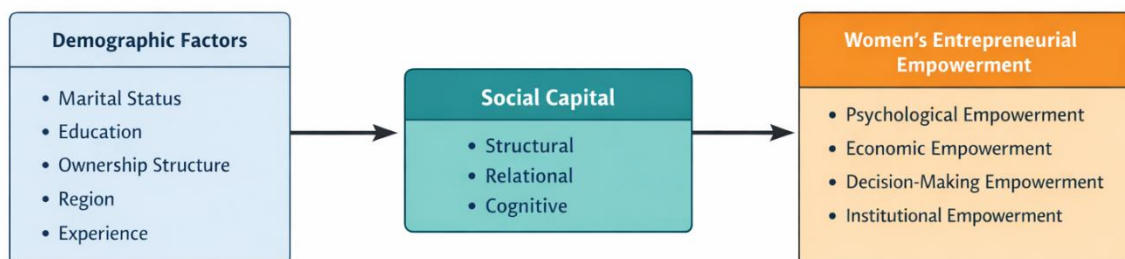 Demographic Factors
• Marital Status
• Education
• Ownership Structure
• Region
• Experience
Social Capital
• Structural
• Relational
• Cognitive
Women's Entrepreneurial
Empowerment
• Psychological Empowerment
• Economic Empowerment
• Decision-Making Empowerment
• Institutional Empowerment